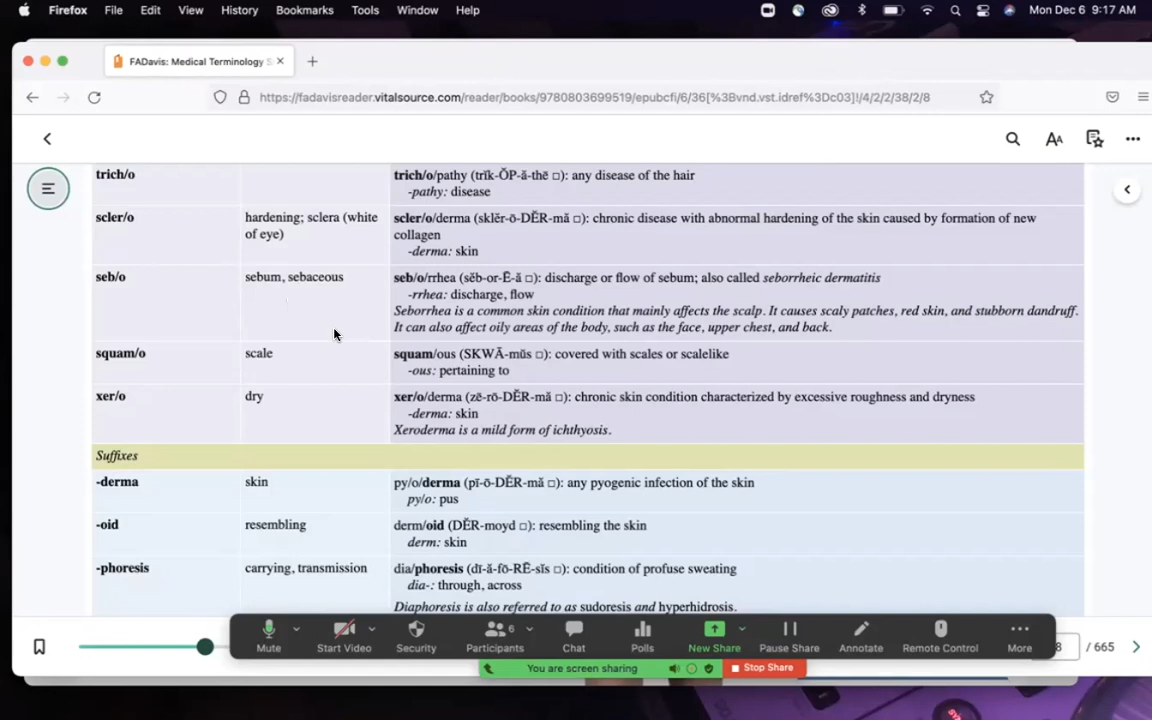 Firefox File Edit View History Bookmarks Tools Window Help Mon Dec 6 9:17 AM
FADavis: Medical Terminology S
https://fadavisreader.vitalsource.com/reader/books/9780803699519/epubcfi/6/36[%3Bvnd.vst.idref%3Dc03]!/4/2/2/38/2/8
trich/o trich/o/pathy (trĭk-ŎP-ă-thē □): any disease of the hair
-pathy: disease
scler/o hardening; sclera (white of eye) scler/o/derma (sklĕr-ō-DĔR-mă □): chronic disease with abnormal hardening of the skin caused by formation of new
collagen
-derma: skin
seb/o sebum, sebaceous seb/o/rrhea (sĕb-or-Ē-ă □): discharge or flow of sebum; also called seborrheic dermatitis
-rrhea: discharge, flow
Seborrhea is a common skin condition that mainly affects the scalp. It causes scaly patches, red skin, and stubborn dandruff.
It can also affect oily areas of the body, such as the face, upper chest, and back.
squam/o scale squam/ous (SKWĀ-mŭs □): covered with scales or scalelike
-ous: pertaining to
xer/o dry xer/o/derma (zē-rō-DĔR-mă □): chronic skin condition characterized by excessive roughness and dryness
-derma: skin
Xeroderma is a mild form of ichthyosis.
Suffixes
-derma skin py/o/derma (pī-ō-DĔR-mă □): any pyogenic infection of the skin
py/o: pus
-oid resembling derm/oid (DĔR-moyd □): resembling the skin
derm: skin
-phoresis carrying, transmission dia/phoresis (dī-ă-fō-RĒ-sĭs □): condition of profuse sweating
dia-: through, across
Diaphoresis is also referred to as sudoresis and hyperhidrosis.
6
Mute Start Video Security Participants Chat Polls New Share Pause Share Annotate Remote Control More
8 / 665
You are screen sharing Stop Share